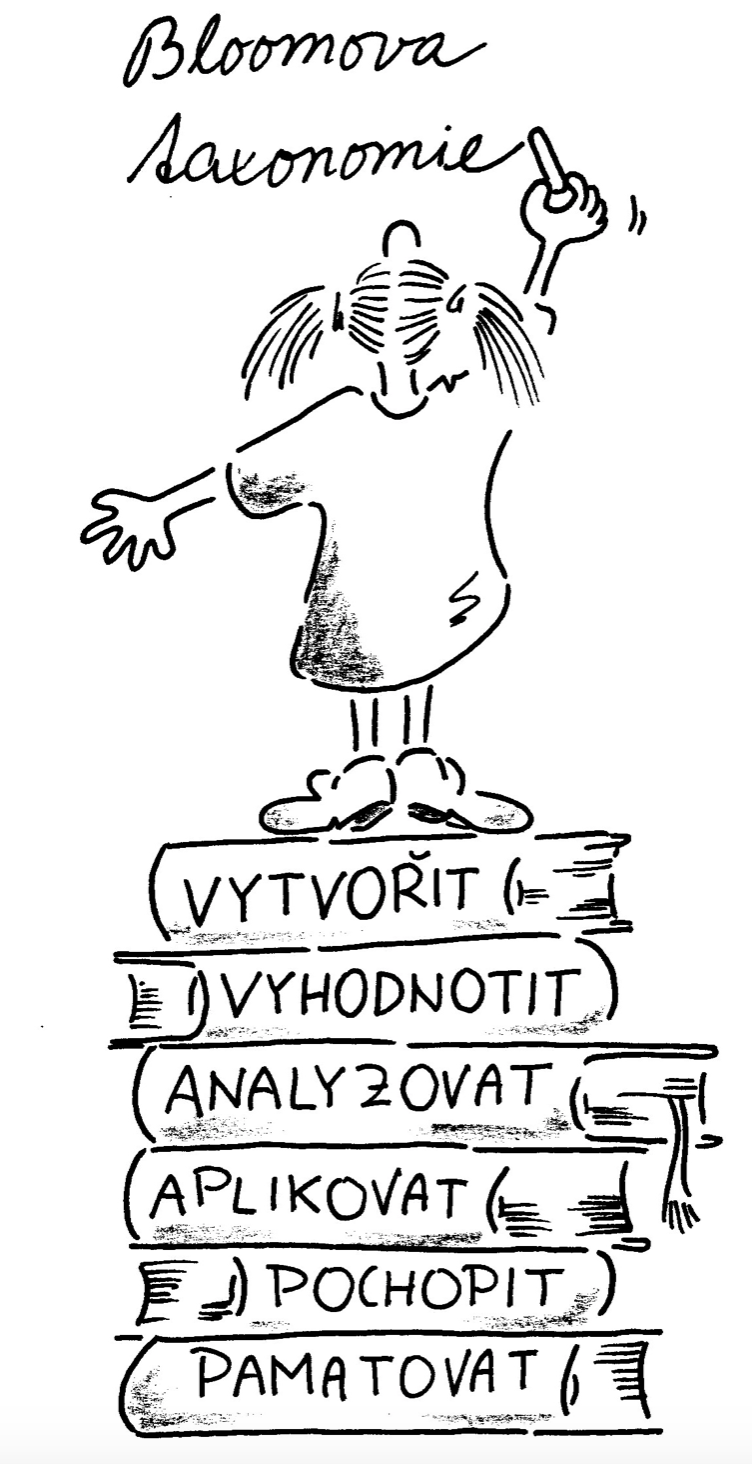 Bloomova
taxonomie
VYTVOŘIT
VYHODNOTIT
ANALYZOVAT
APLIKOVAT
POCHOPIT
PAMATOVAT